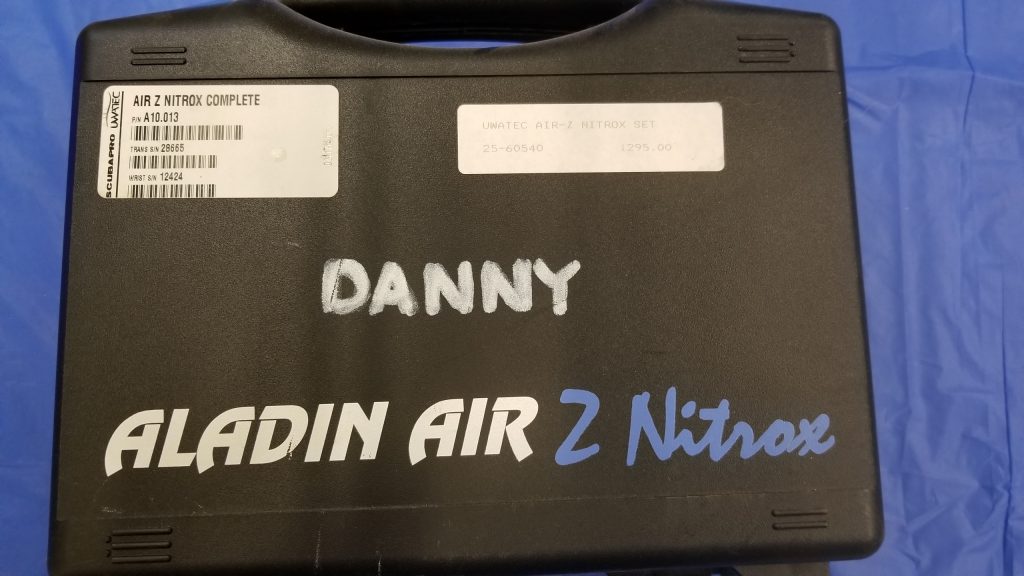 AIR Z NITROX COMPLETE
P/N A10.013
TRANS S/N 28665
WRIST S/N 12424
SCUBAPRO UWATEC
UWATEC AIR-Z NITROX SET
25-60540 1295.00
DANNY
ALADIN AIR Z Nitrox